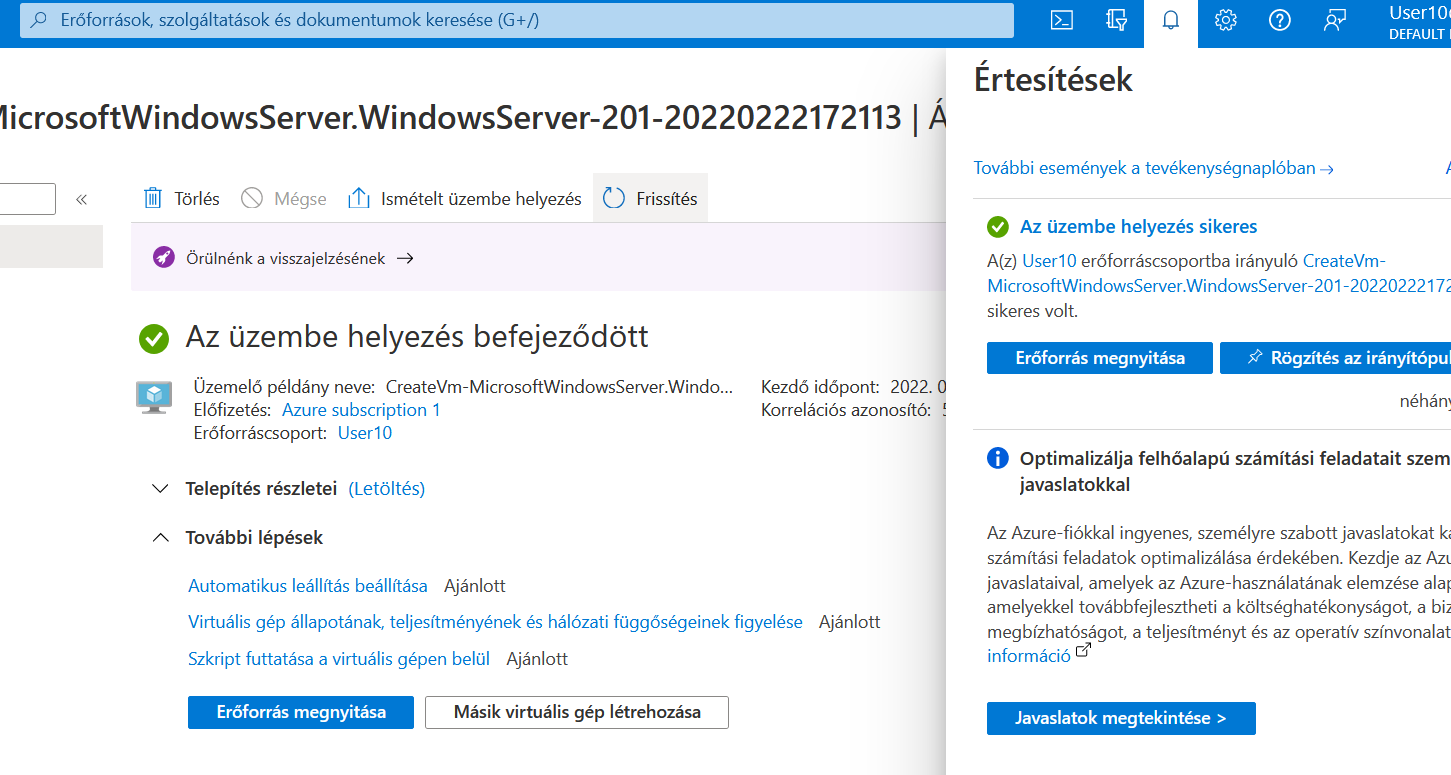 Erőforrások, szolgáltatások és dokumentumok keresése (G+/)
User10
DEFAULT
MicrosoftWindowsServer.WindowsServer-201-20220222172113 |
«
Törlés
Mégse
Ismételt üzembe helyezés
Frissítés
Örülnénk a visszajelzésének →
Az üzembe helyezés befejeződött
Üzemelő példány neve: CreateVm-MicrosoftWindowsServer.Windo...
Előfizetés: Azure subscription 1
Erőforráscsoport: User10
Kezdő időpont: 2022. 0
Korrelációs azonosító:
Telepítés részletei (Letöltés)
További lépések
Automatikus leállítás beállítása Ajánlott
Virtuális gép állapotának, teljesítményének és hálózati függőségeinek figyelése Ajánlott
Szkript futtatása a virtuális gépen belül Ajánlott
Erőforrás megnyitása
Másik virtuális gép létrehozása
Értesítések
További események a tevékenységnaplóban →
Az üzembe helyezés sikeres
A(z) User10 erőforráscsoportba irányuló CreateVm-
MicrosoftWindowsServer.WindowsServer-201-2022022217
sikeres volt.
Erőforrás megnyitása
Rögzítés az irányítópu
néhány
Optimalizálja felhőalapú számítási feladatait szem
javaslatokkal
Az Azure-fiókkal ingyenes, személyre szabott javaslatokat ka
számítási feladatok optimalizálása érdekében. Kezdje az Azu
javaslataival, amelyek az Azure-használatának elemzése alap
amelyekkel továbbfejlesztheti a költséghatékonyságot, a biz
megbízhatóságot, a teljesítményt és az operatív színvonalat
információ
Javaslatok megtekintése >